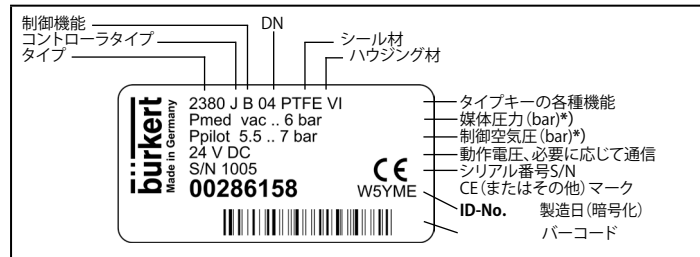 制御機能
DN
コントローラタイプ
シール材
タイプ
ハウジング材
bürkert
Made in Germany
2380 J B 04 PTFE VI
Pmed vac .. 6 bar
Ppilot 5.5 .. 7 bar
24 V DC
S/N 1005
00286158
CE
W5YME
タイプキーの各種機能
媒体圧力(bar)*)
制御空気圧(bar)*)
動作電圧、必要に応じて通信
シリアル番号S/N
CE(またはその他)マーク
ID-No. 製造日(暗号化)
バーコード